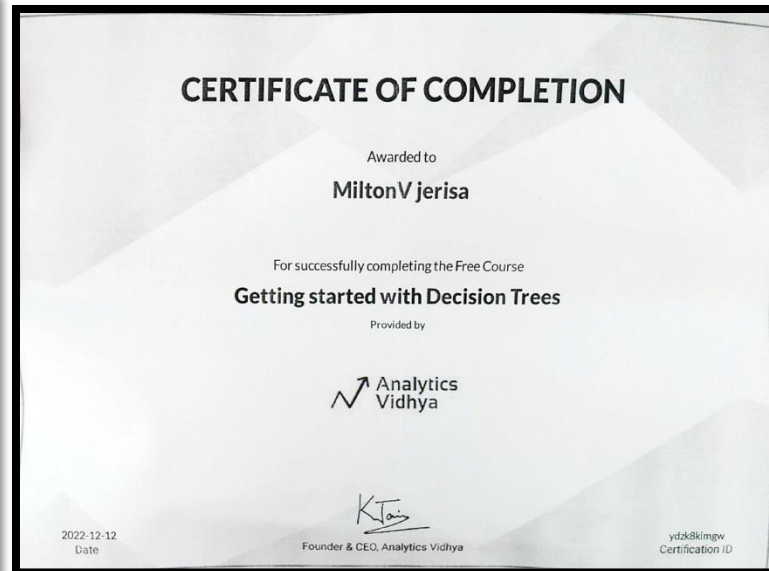 CERTIFICATE OF COMPLETION
Awarded to
MiltonV jerisa
For successfully completing the Free Course
Getting started with Decision Trees
Provided by
Analytics
Vidhya
KJain
Founder & CEO, Analytics Vidhya
2022-12-12
Date
ydzk8kimgw
Certification ID